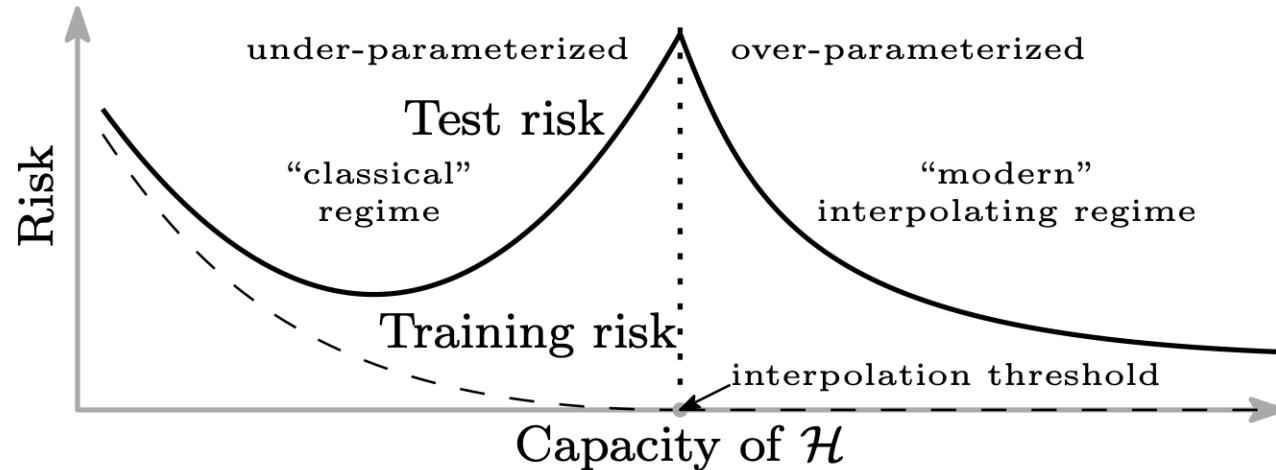 under-parameterized
over-parameterized
Test risk
“classical”
regime
“modern”
interpolating regime
Risk
Training risk
interpolation threshold
Capacity of ℋ